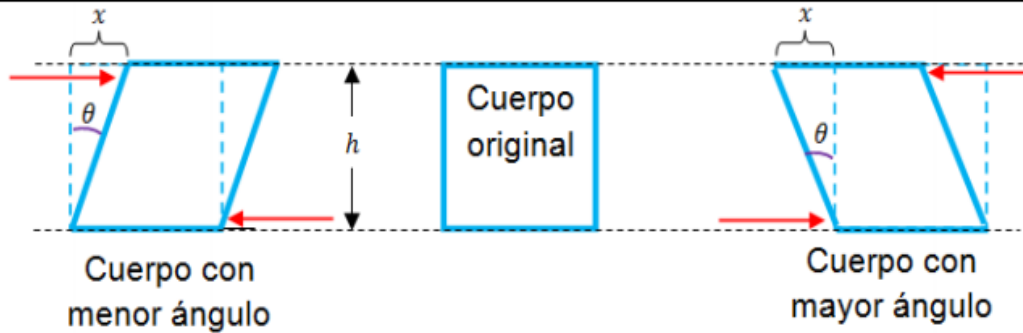 x
x
θ
h
Cuerpo
original
θ
Cuerpo con
menor ángulo
Cuerpo con
mayor ángulo